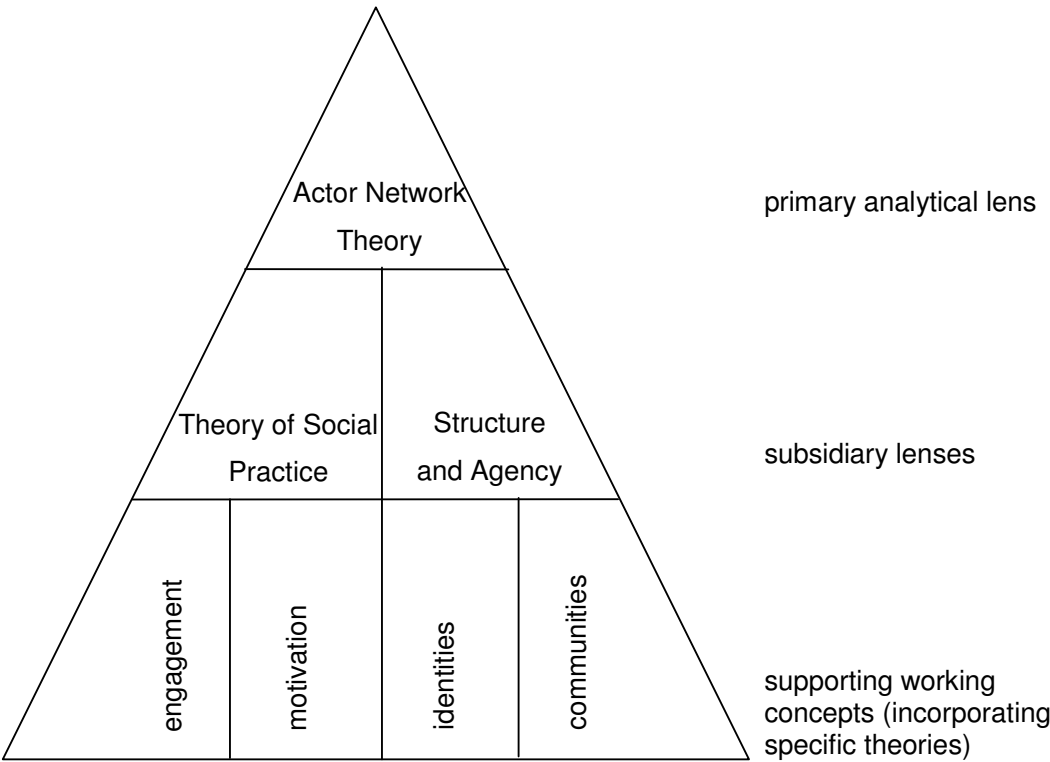 Actor Network
Theory
primary analytical lens
Theory of Social
Practice
Structure
and Agency
subsidiary lenses
engagement
motivation
identities
communities
supporting working
concepts (incorporating
specific theories)